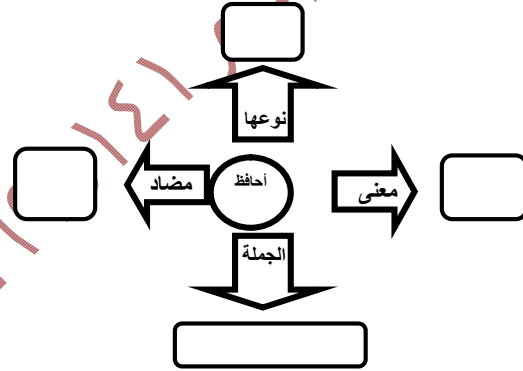 نوعها
معنى
أحافظ
مضاد
الجملة